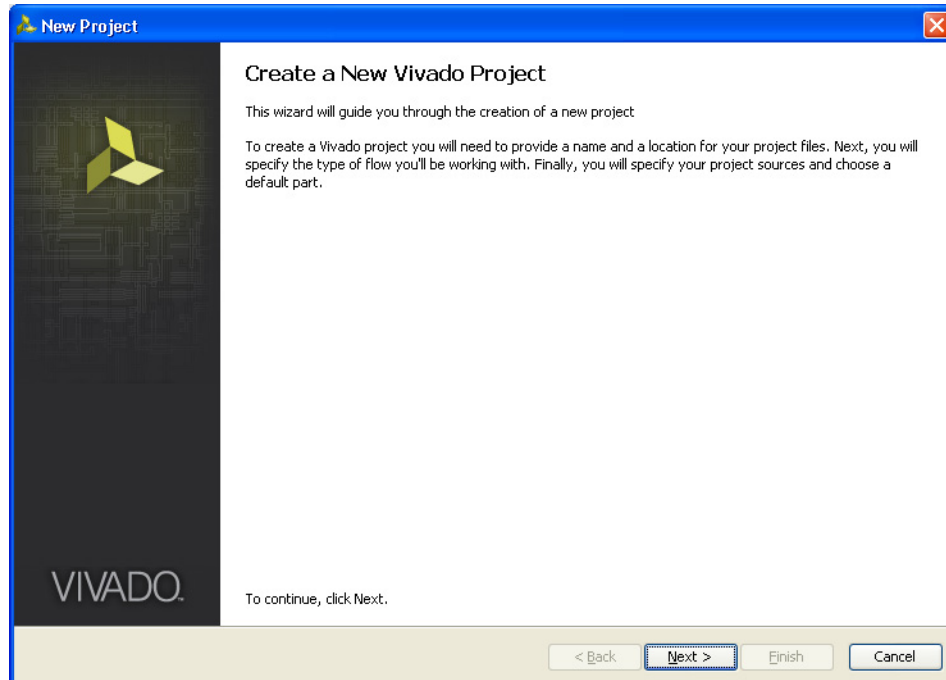 New Project
Create a New Vivado Project
This wizard will guide you through the creation of a new project
To create a Vivado project you will need to provide a name and a location for your project files. Next, you will
specify the type of flow you'll be working with. Finally, you will specify your project sources and choose a
default part.
VIVADO™
To continue, click Next.
< Back
Next >
Finish
Cancel